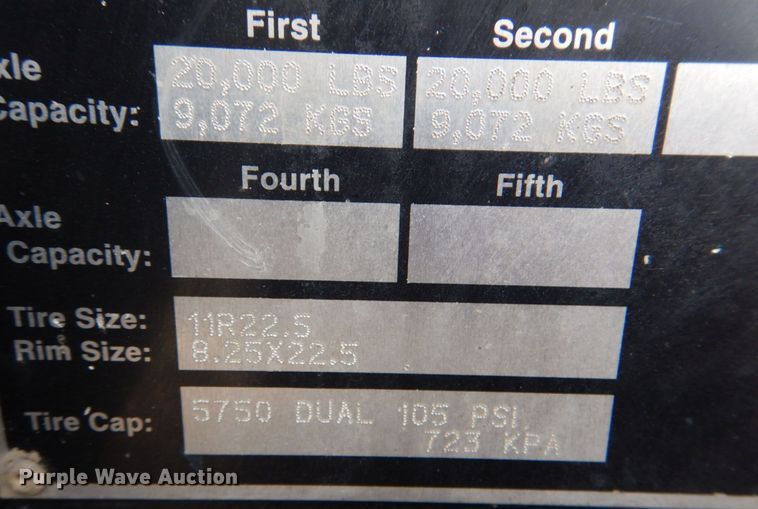 First Second
xle 20,000 LBS 20,000 LBS
Capacity: 9,072 KGS 9,072 KGS
Fourth Fifth
Axle
Capacity:
Tire Size: 11R22.5
Rim Size: 8.25X22.5
Tire Cap: 5750 DUAL 105 PSI
723 KPA
Purple Wave Auction